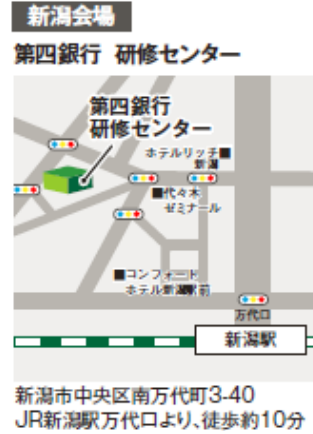 新潟会場
第四銀行 研修センター
第四銀行
研修センター
ホテルリッチ■
新潟
■代々木
ゼミナール
■コンフォート
ホテル新潟駅前
万代口
新潟駅
新潟市中央区南万代町3-40
JR新潟駅万代口より、徒歩約10分